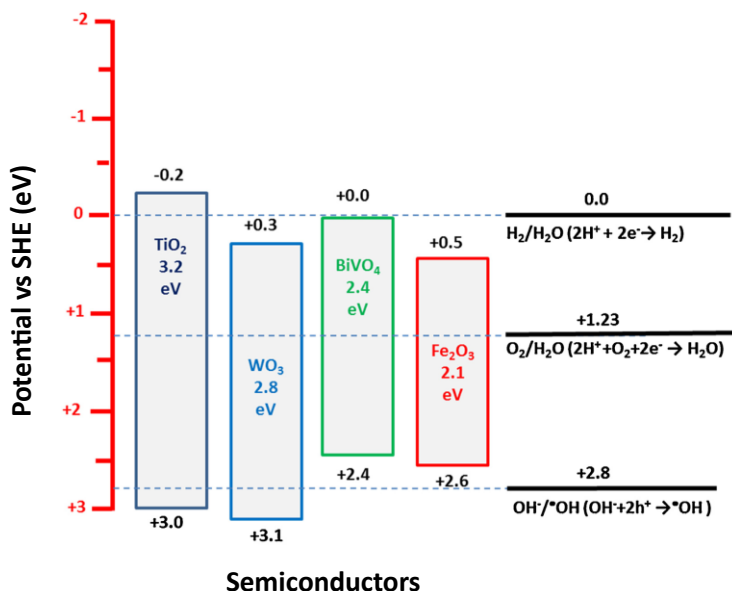 -2
-1
0
+1
+2
+3
Potential vs SHE (eV)
-0.2
TiO₂
3.2
eV
+3.0
+0.3
WO₃
2.8
eV
+3.1
+0.0
BiVO₄
2.4
eV
+2.4
+0.5
Fe₂O₃
2.1
eV
+2.6
0.0
H₂/H₂O (2H⁺ + 2e⁻→ H₂)
+1.23
O₂/H₂O (2H⁺+O₂+2e⁻ → H₂O)
+2.8
OH⁻/•OH (OH⁻+2h⁺ →•OH )
Semiconductors